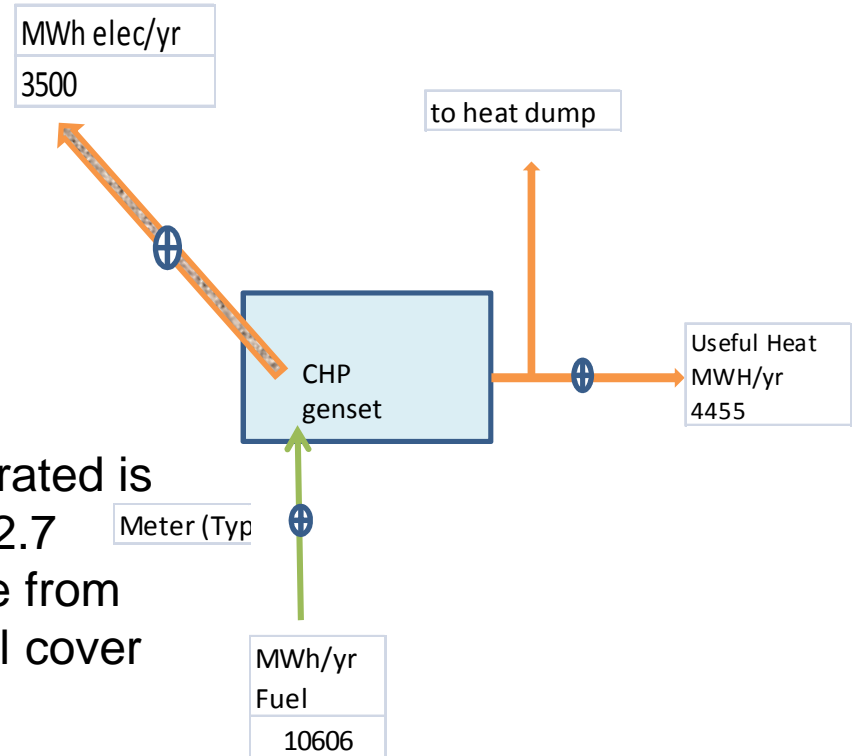 MWh elec/yr
3500
to heat dump
CHP
genset
Useful Heat
MWH/yr
4455
rated is
2.7
Meter (Typ
e from
l cover
MWh/yr
Fuel
10606